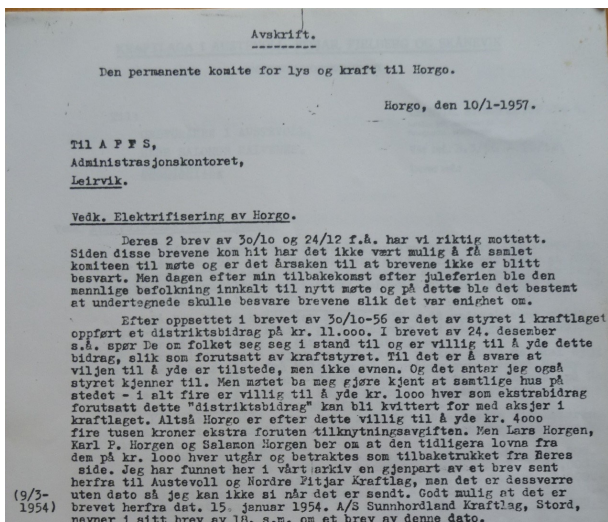 Avskrift.
Den permanente komite for lys og kraft til Horgo.
Horgo, den 10/1-1957.
Til A P F S,
Administrasjonskontoret,
Leirvik.
Vedk. Elektrifisering av Horgo.
Deres 2 brev av 3o/1o og 24/12 f.å. har vi riktig mottatt.
Siden disse brevene kom hit har det ikke vært mulig å få samlet
komiteen til møte og er det årsaken til at brevene ikke er blitt
besvart. Men dagen efter min tilbakekomst efter juleferien ble den
mannlige befolkning innkalt til nytt møte og på dette ble det bestemt
at undertegnede skulle besvare brevene slik det var enighet om.
Efter oppsettet i brevet av 3o/1o-56 er det av styret i kraftlaget
oppført et distriktsbidrag på kr. 11.ooo. I brevet av 24. desember
s.å. spør De om folket seg seg i stand til og er villig til å yde dette
bidrag, slik som forutsatt av kraftstyret. Til det er å svare at
viljen til å yde er tilstede, men ikke evnen. Og det antar jeg også
styret kjenner til. Men møtet ba meg gjøre kjent at samtlige hus på
stedet - i alt fire er villig til å yde kr. looo hver som ekstrabidrag
forutsatt dette "distriktsbidrag" kan bli kvittert for med aksjer i
kraftlaget. Altså Horgo er efter dette villig til å yde kr. 4ooo
fire tusen kroner ekstra foruten tilknytningsavgiften. Men Lars Horgen,
Karl P. Horgen og Salamon Horgen ber om at den tidligera lovna fra
dem på kr. looo hver utgår og betraktes som tilbaketrukket fra Deres
side. Jeg har funnet her i vårt arkiv en gjenpart av et brev sent
herfra til Austevoll og Nordre Fitjar Kraftlag, men det er dessverre
(9/3- uten dato så jeg kan ikke si når det er sendt. Godt mulig at det er
1954) brevet herfra dat. 15. januar 1954. A/S Sunnhordland Kraftlag, Stord,
nevner i sitt brev av 18. s.m. om et brev av denne dato.